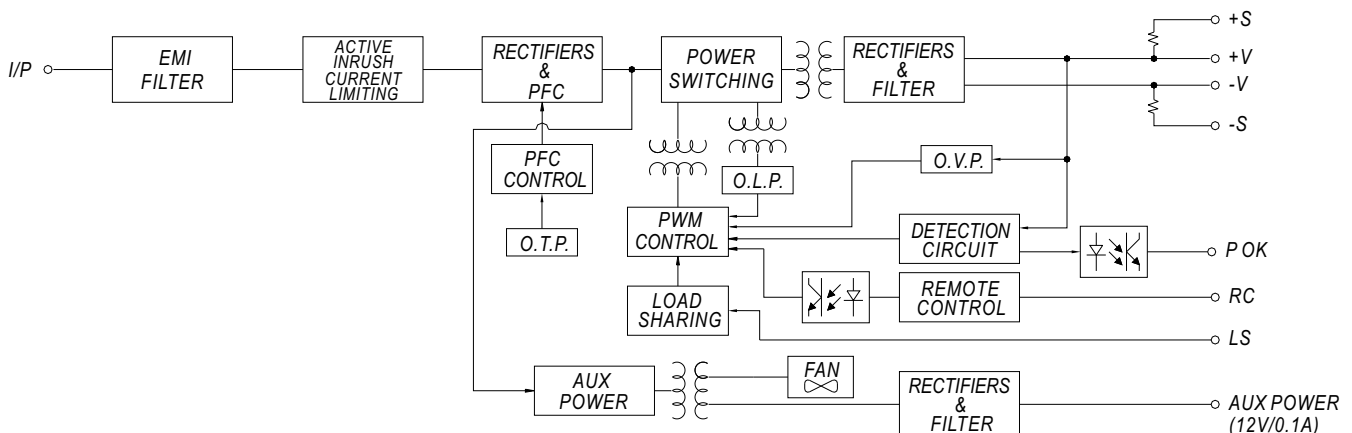 I/P
EMI
FILTER
ACTIVE
INRUSH
CURRENT
LIMITING
RECTIFIERS
&
PFC
POWER
SWITCHING
RECTIFIERS
&
FILTER
+S
+V
-V
-S
PFC
CONTROL
O.T.P.
O.L.P.
O.V.P.
PWM
CONTROL
DETECTION
CIRCUIT
P OK
LOAD
SHARING
REMOTE
CONTROL
RC
LS
AUX
POWER
FAN
RECTIFIERS
&
FILTER
AUX POWER
(12V/0.1A)